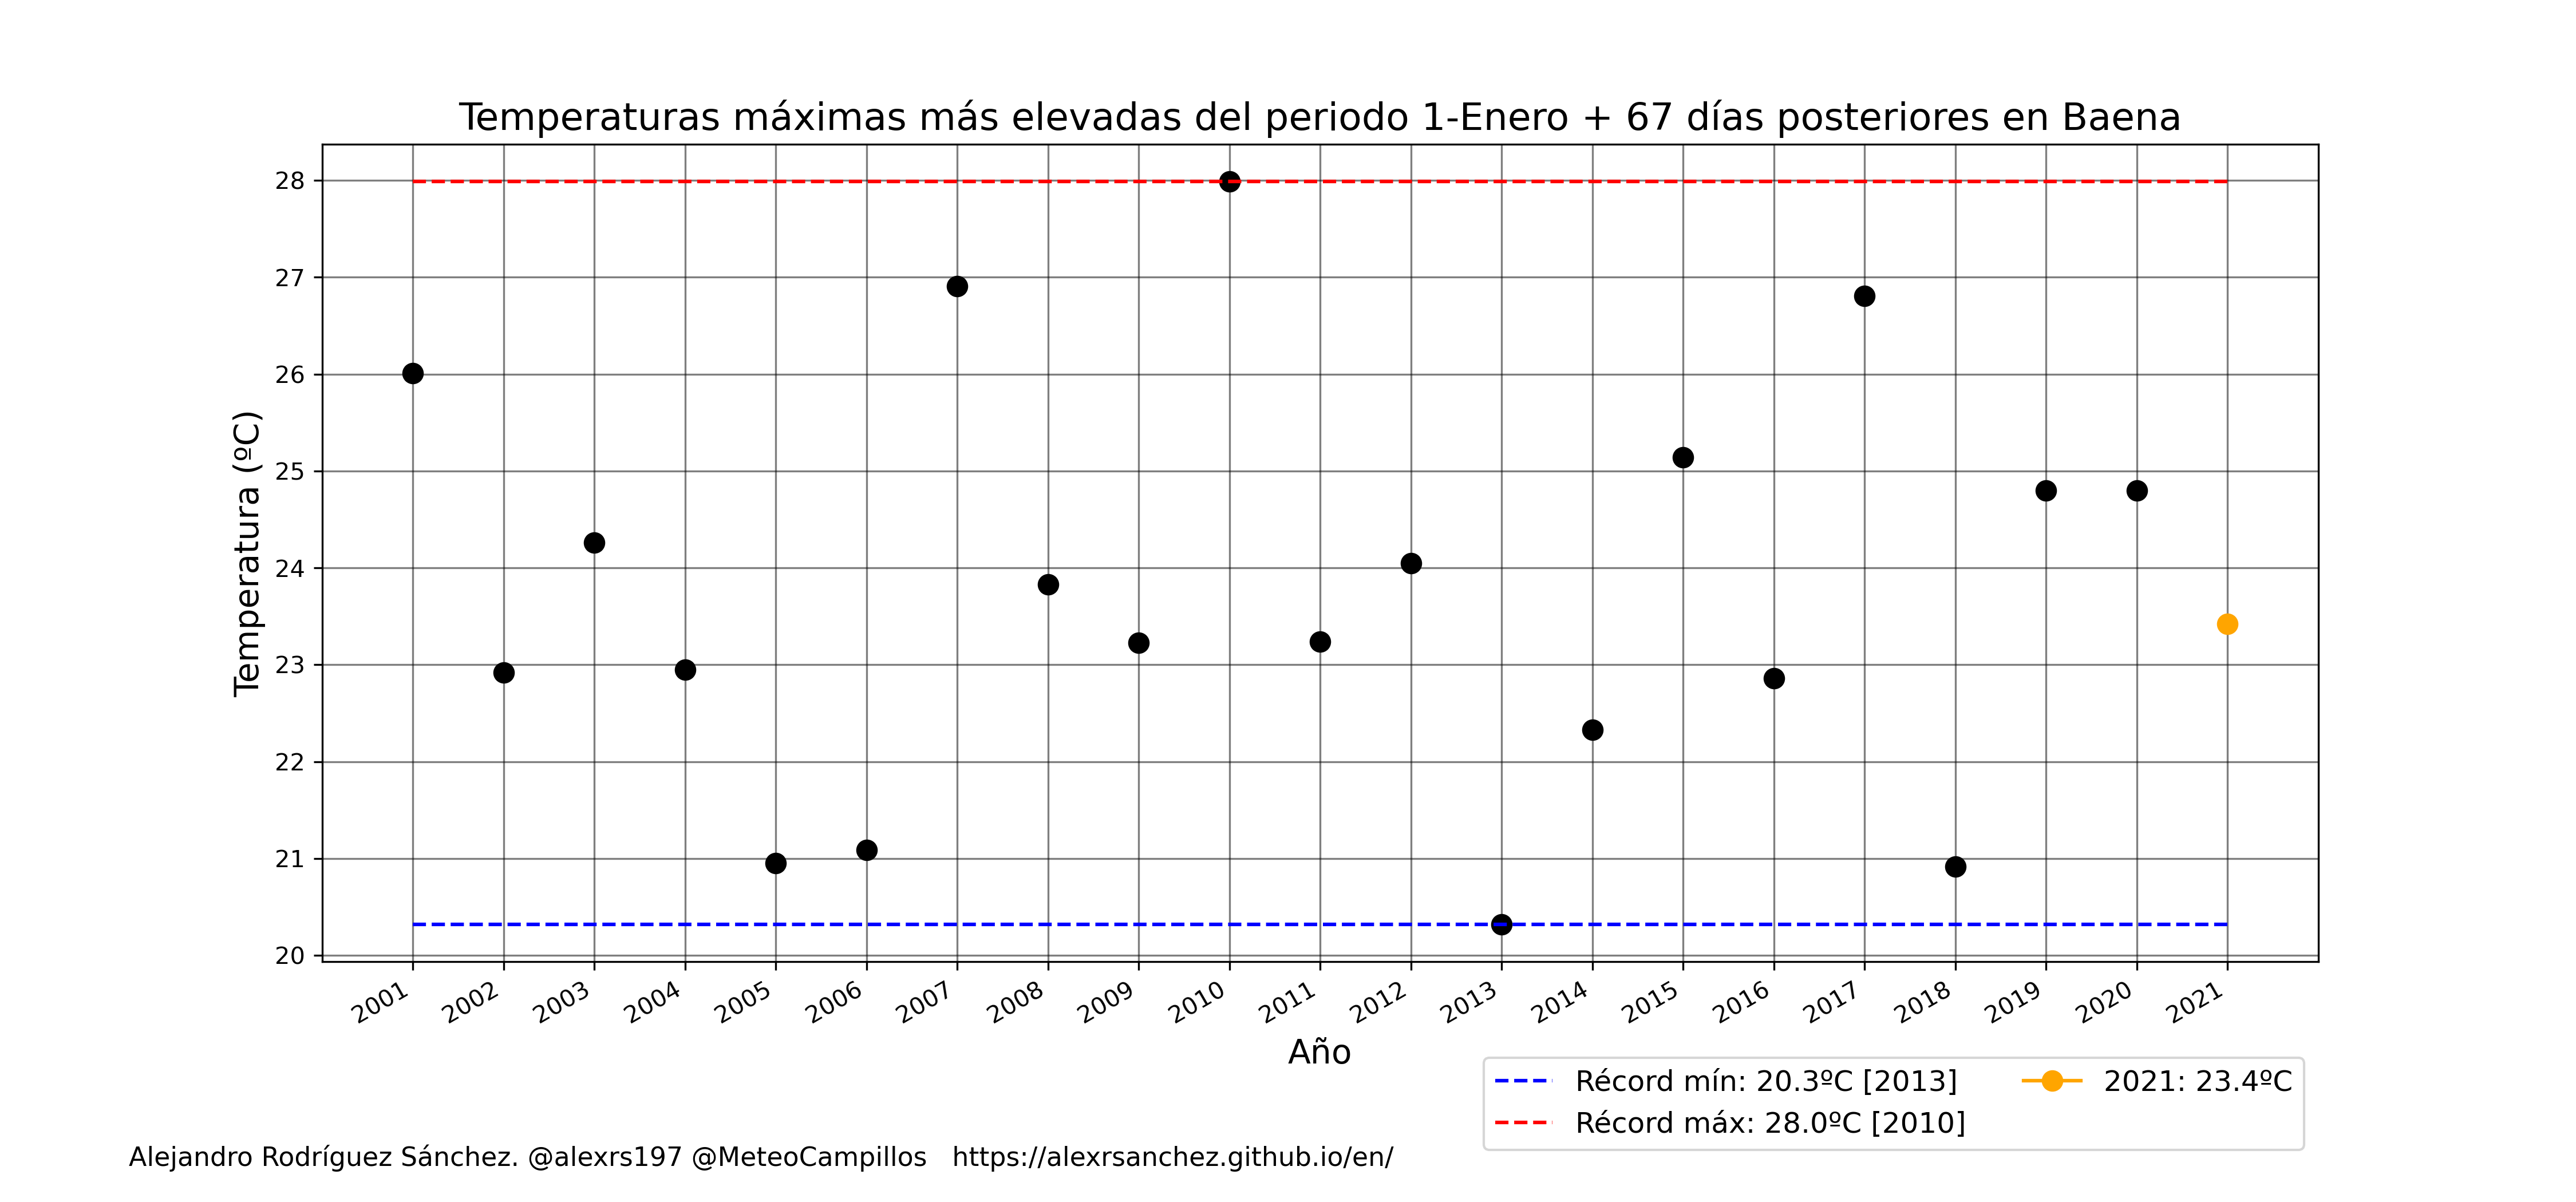 Temperaturas máximas más elevadas del periodo 1-Enero + 67 días posteriores en Baena
Temperatura (ºC)
28
27
26
25
24
23
22
21
20
2001 2002 2003 2004 2005 2006 2007 2008 2009 2010 2011 2012 2013 2014 2015 2016 2017 2018 2019 2020 2021
Año
Récord mín: 20.3ºC [2013] 2021: 23.4ºC
Récord máx: 28.0ºC [2010]
Alejandro Rodríguez Sánchez. @alexrs197 @MeteoCampillos https://alexrsanchez.github.io/en/